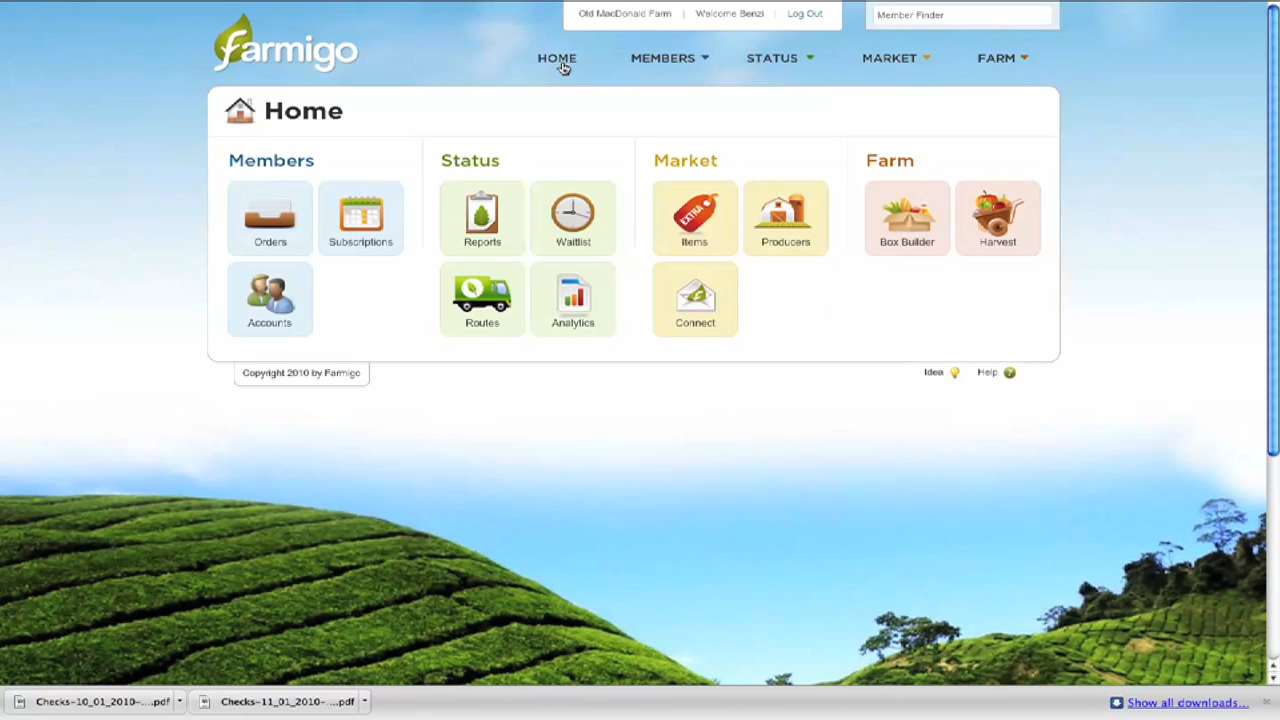 Old MacDonald Farm | Welcome Benzi | Log Out
Member Finder
farmigo
HOME MEMBERS STATUS MARKET FARM
Home
Members Status Market Farm
Orders Subscriptions Reports Waitlist EXTRA Items Producers Box Builder Harvest
Accounts Routes Analytics Connect
Copyright 2010 by Farmigo
Idea Help ?
Checks-10_01_2010-....pdf Checks-11_01_2010-....pdf Show all downloads...